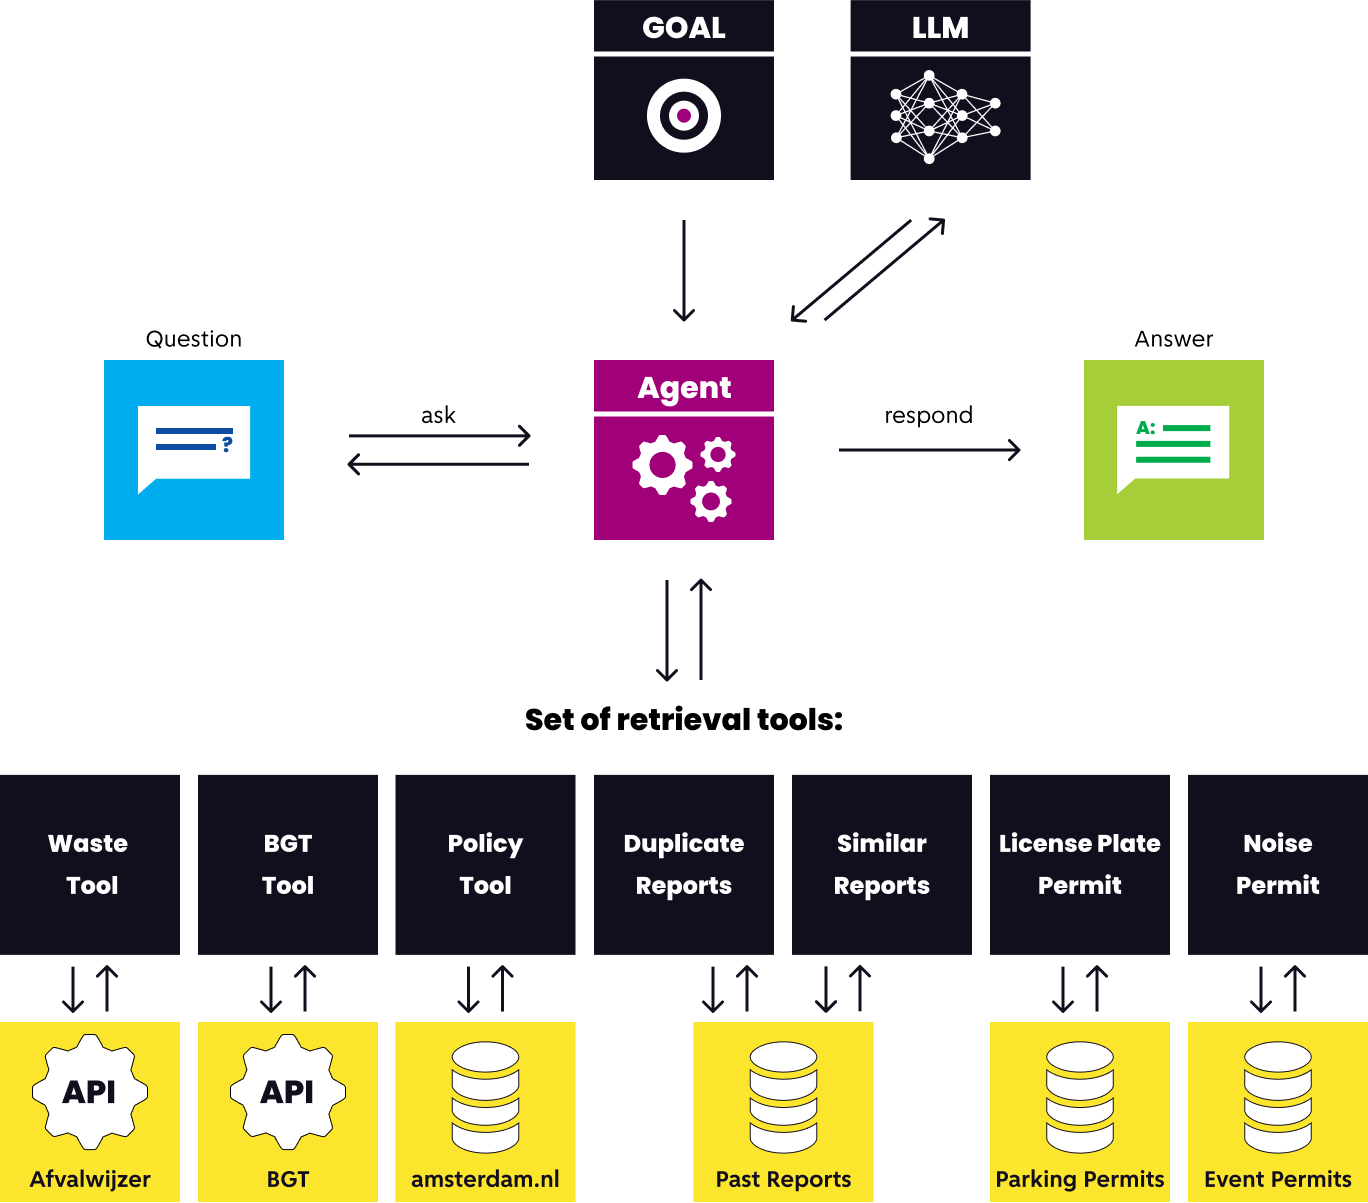 GOAL
LLM
Question
Answer
Agent
ask
respond
?
A:
Set of retrieval tools:
Waste
Tool
BGT
Tool
Policy
Tool
Duplicate
Reports
Similar
Reports
License Plate
Permit
Noise
Permit
API
API
Afvalwijzer
BGT
amsterdam.nl
Past Reports
Parking Permits
Event Permits